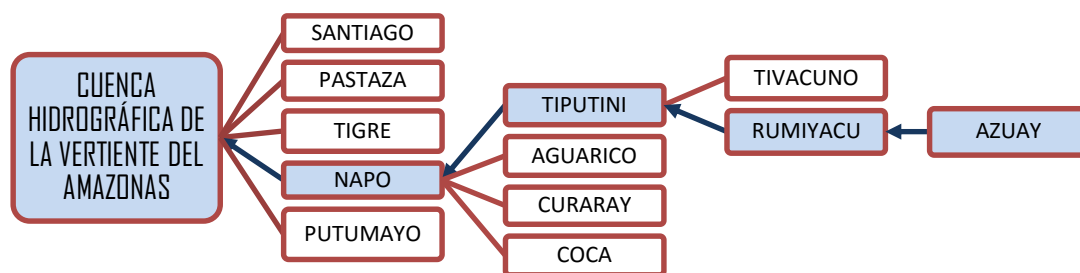 CUENCA
HIDROGRÁFICA DE
LA VERTIENTE DEL
AMAZONAS
SANTIAGO
PASTAZA
TIGRE
NAPO
PUTUMAYO
TIPUTINI
AGUARICO
CURARAY
COCA
TIVACUNO
RUMIYACU
AZUAY